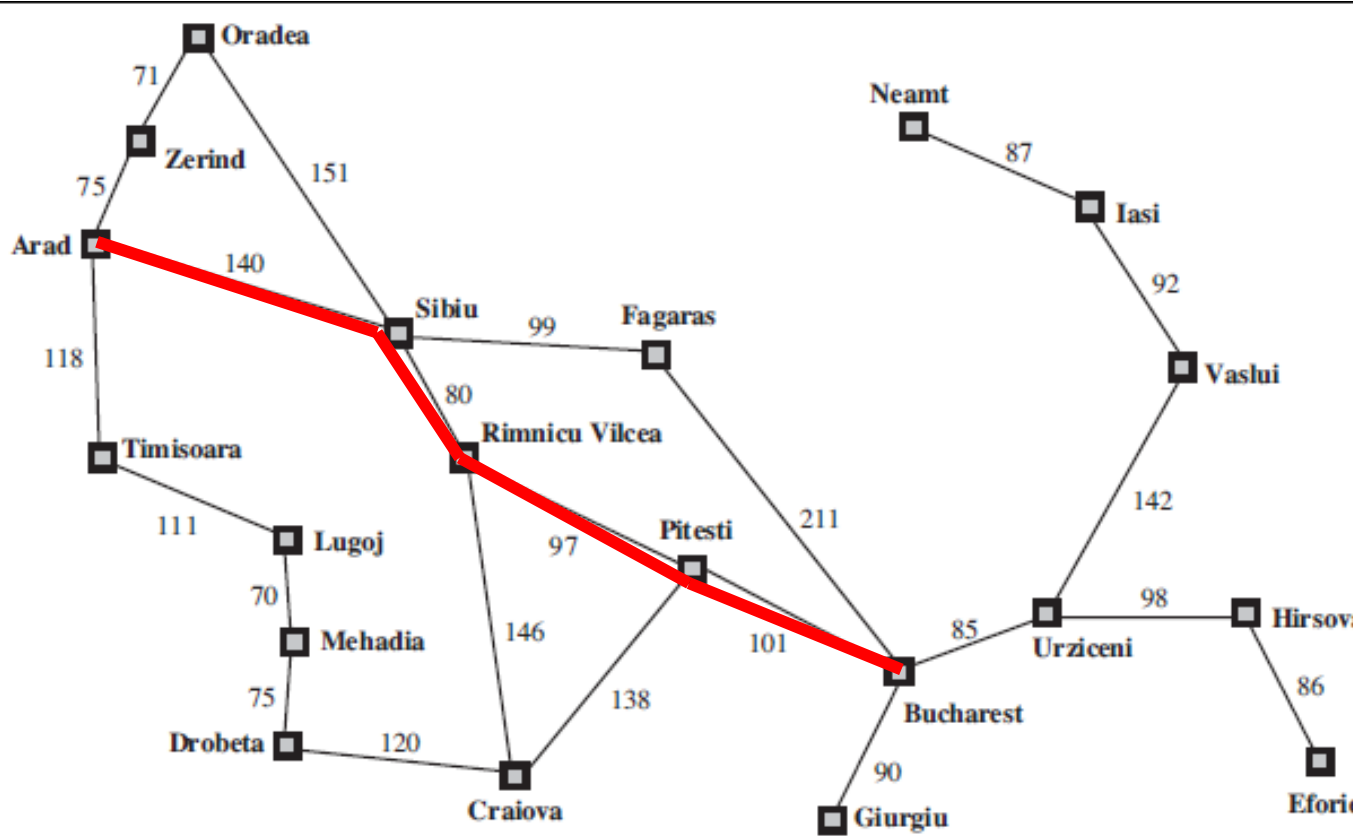 Oradea
71
Neamt
87
Zerind
151
75
Iasi
Arad
140
92
Sibiu
Fagaras
99
118
Vaslui
80
Rimnicu Vilcea
Timisoara
142
111
211
Pitesti
Lugoj
97
70
98
Hirsova
146
85
Mehadia
101
Urziceni
86
75
138
Bucharest
Drobeta
120
90
Craiova
Giurgiu
Eforie